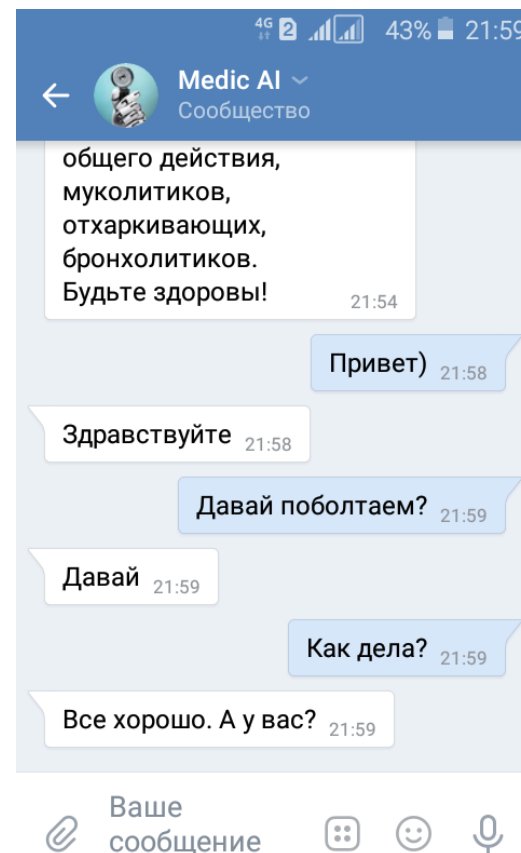 4G 2 43% 21:59
Medic AI
Сообщество
общего действия,
муколитиков,
отхаркивающих,
бронхолитиков.
Будьте здоровы! 21:54
Привет) 21:58
Здравствуйте 21:58
Давай поболтаем? 21:59
Давай 21:59
Как дела? 21:59
Все хорошо. А у вас? 21:59
Ваше
сообщение